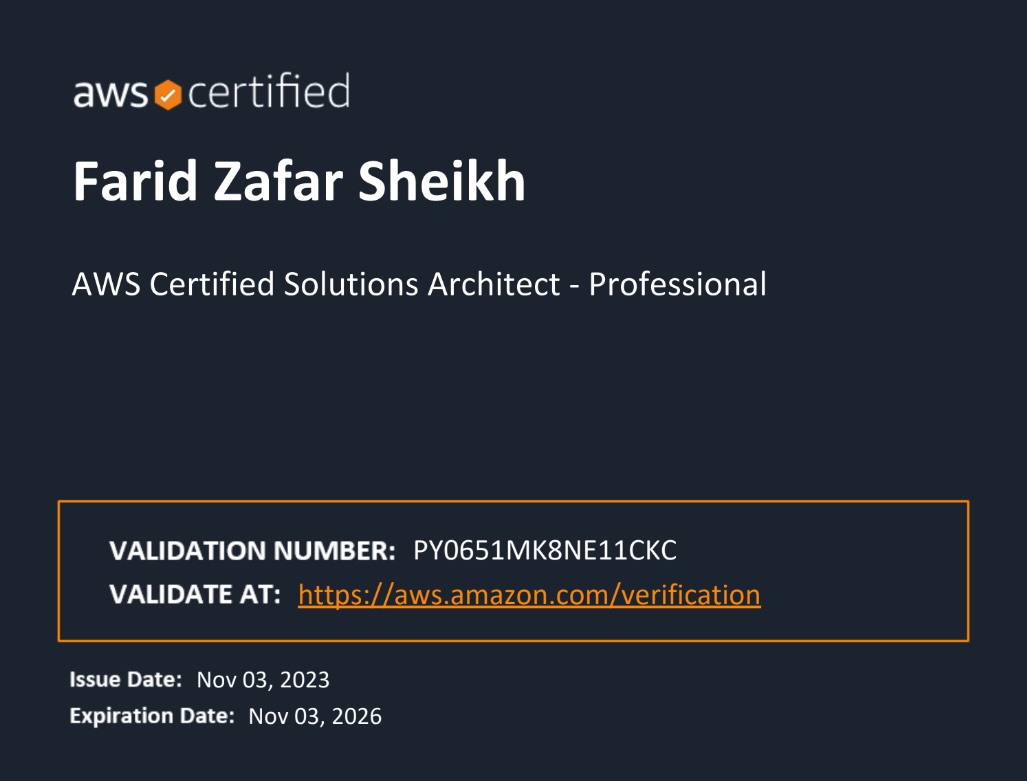 aws certified
Farid Zafar Sheikh
AWS Certified Solutions Architect - Professional
VALIDATION NUMBER: PY0651MK8NE11CKC
VALIDATE AT: https://aws.amazon.com/verification
Issue Date: Nov 03, 2023
Expiration Date: Nov 03, 2026